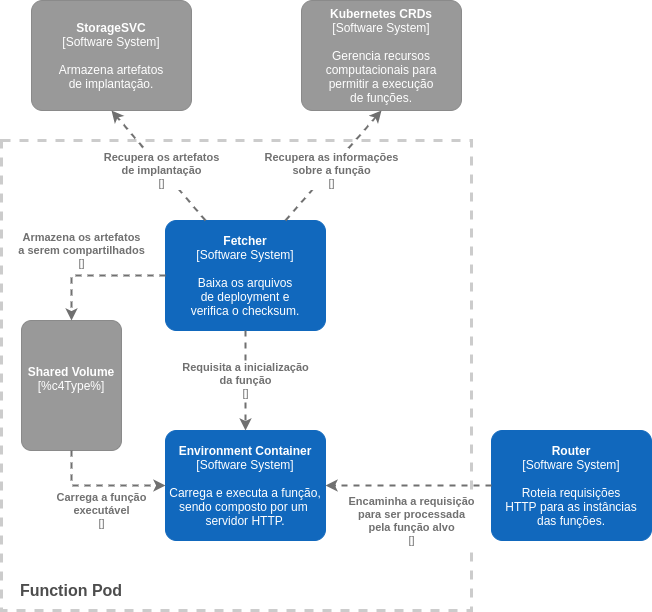 StorageSVC
[Software System]
Armazena artefatos
de implantação.
Kubernetes CRDs
[Software System]
Gerencia recursos
computacionais para
permitir a execução
de funções.
Recupera os artefatos
de implantação
[]
Recupera as informações
sobre a função
[]
Armazena os artefatos
a serem compartilhados
[]
Fetcher
[Software System]
Baixa os arquivos
de deployment e
verifica o checksum.
Shared Volume
[%c4Type%]
Requisita a inicialização
da função
[]
Carrega a função
executável
[]
Environment Container
[Software System]
Carrega e executa a função,
sendo composto por um
servidor HTTP.
Encaminha a requisição
para ser processada
pela função alvo
[]
Router
[Software System]
Roteia requisições
HTTP para as instâncias
das funções.
Function Pod